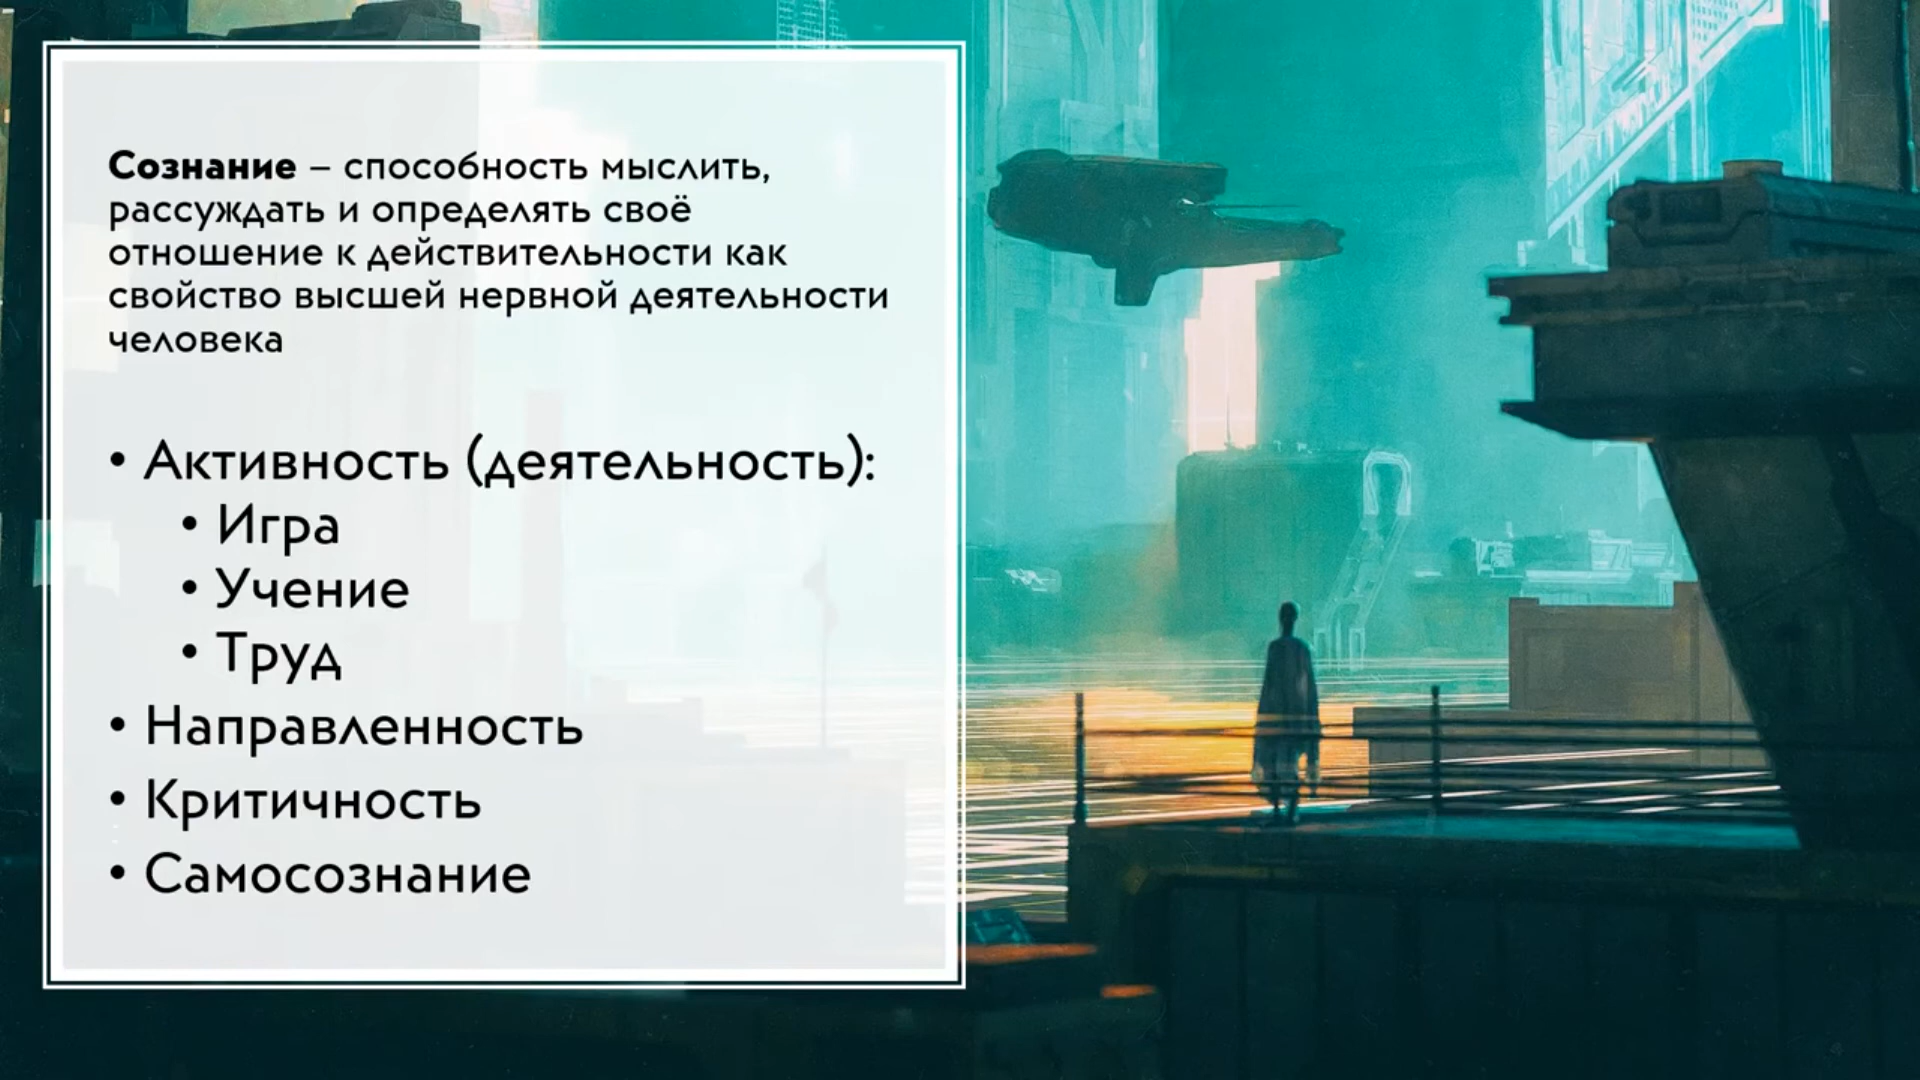 Сознание – способность мыслить,
рассуждать и определять своё
отношение к действительности как
свойство высшей нервной деятельности
человека
• Активность (деятельность):
• Игра
• Учение
• Труд
• Направленность
• Критичность
• Самосознание